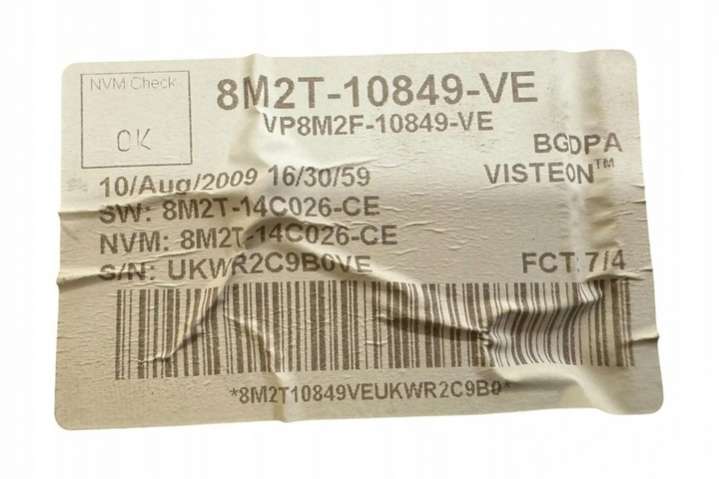 NVM Check
OK
8M2T-10849-VE
VP8M2F-10849-VE
BGDPA
10/Aug/2009 16/30/59
VISTEON™
SW: 8M2T-14C026-CE
NVM: 8M2T-14C026-CE
S/N: UKWR2C9B0VE
FCT: 7/4
*8M2T10849VEUKWR2C9B0*